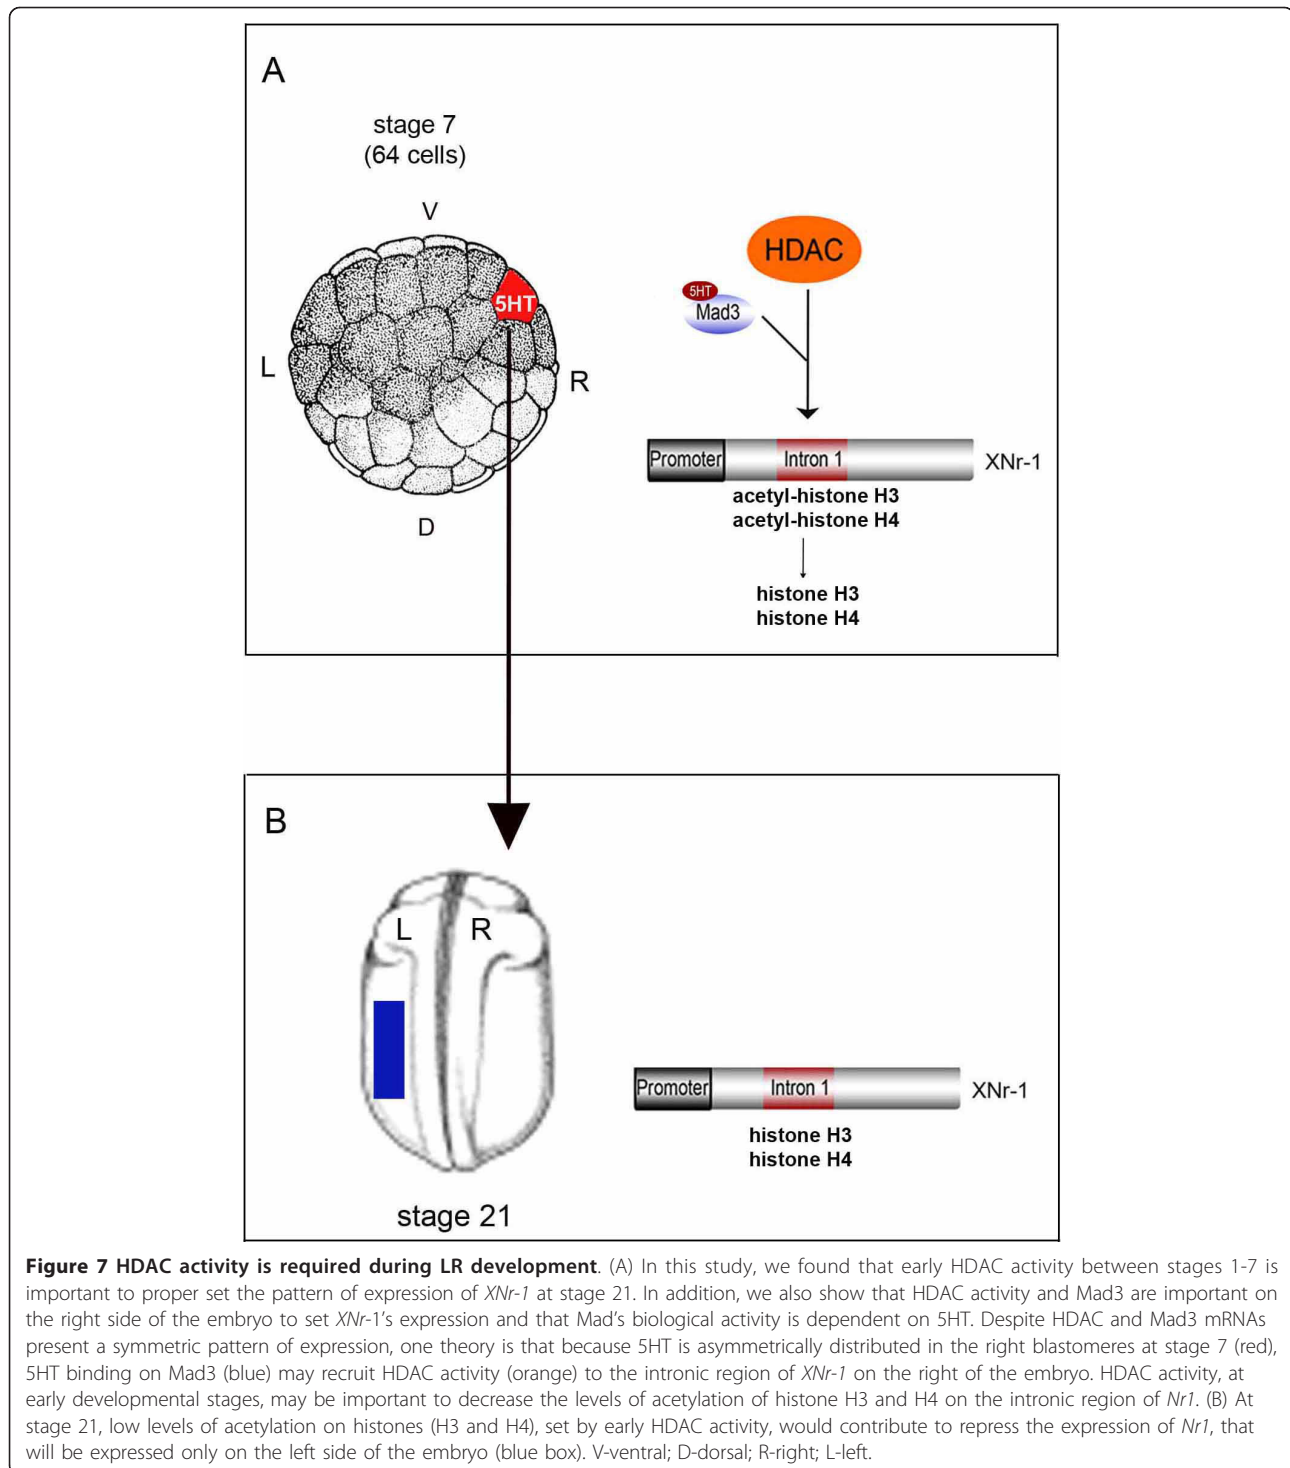 A
stage 7
(64 cells)
V
L
R
D
5HT
HDAC
5HT
Mad3
Promoter
Intron 1
XNr-1
acetyl-histone H3
acetyl-histone H4
histone H3
histone H4
B
L
R
stage 21
Promoter
Intron 1
XNr-1
histone H3
histone H4
Figure 7 HDAC activity is required during LR development. (A) In this study, we found that early HDAC activity between stages 1-7 is
important to proper set the pattern of expression of XNr-1 at stage 21. In addition, we also show that HDAC activity and Mad3 are important on
the right side of the embryo to set XNr-1's expression and that Mad's biological activity is dependent on 5HT. Despite HDAC and Mad3 mRNAs
present a symmetric pattern of expression, one theory is that because 5HT is asymmetrically distributed in the right blastomeres at stage 7 (red),
5HT binding on Mad3 (blue) may recruit HDAC activity (orange) to the intronic region of XNr-1 on the right of the embryo. HDAC activity, at
early developmental stages, may be important to decrease the levels of acetylation of histone H3 and H4 on the intronic region of Nr1. (B) At
stage 21, low levels of acetylation on histones (H3 and H4), set by early HDAC activity, would contribute to repress the expression of Nr1, that
will be expressed only on the left side of the embryo (blue box). V-ventral; D-dorsal; R-right; L-left.